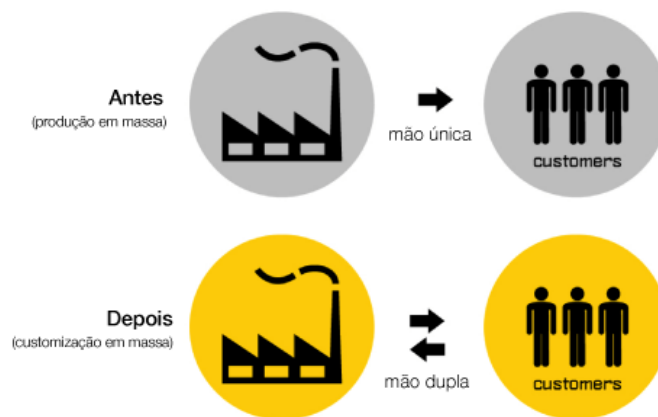 Antes
(produção em massa)
mão única
customers
Depois
(customização em massa)
mão dupla
customers